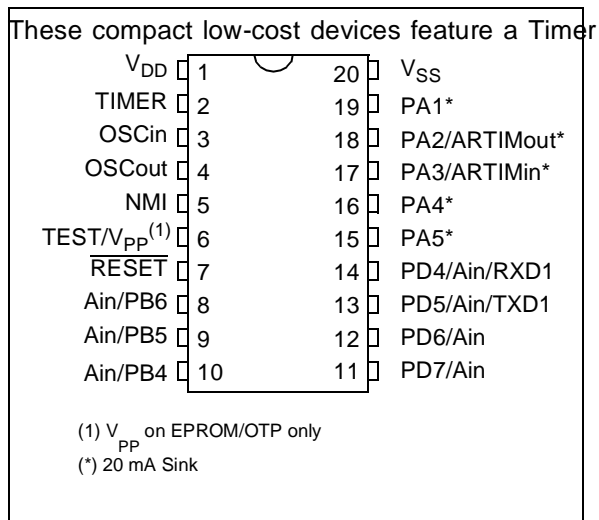 These compact low-cost devices feature a Timer
VDD 1 20 VSS
TIMER 2 19 PA1*
OSCin 3 18 PA2/ARTIMout*
OSCout 4 17 PA3/ARTIMin*
NMI 5 16 PA4*
TEST/VPP(1) 6 15 PA5*
RESET 7 14 PD4/Ain/RXD1
Ain/PB6 8 13 PD5/Ain/TXD1
Ain/PB5 9 12 PD6/Ain
Ain/PB4 10 11 PD7/Ain
(1) VPP on EPROM/OTP only
(*) 20 mA Sink